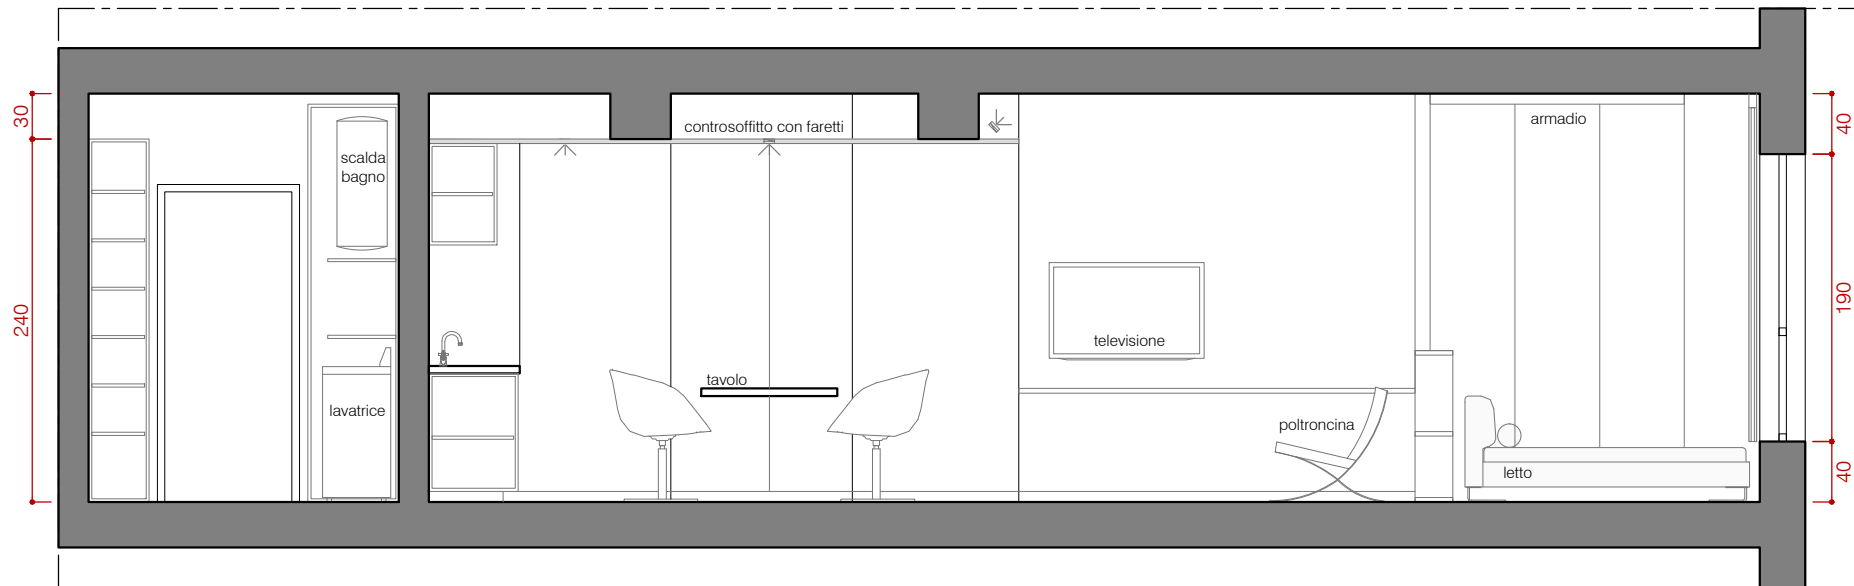 30
240
scalda
bagno
lavatrice
controsoffitto con faretti
tavolo
televisione
poltroncina
armadio
letto
40
190
40